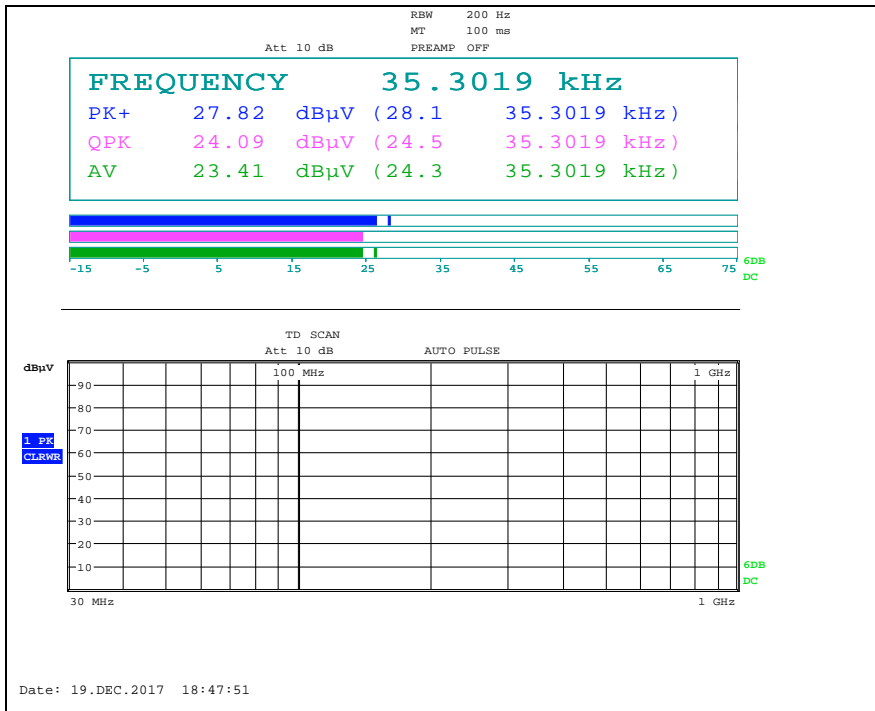 RBW 200 Hz
MT 100 ms
Att 10 dB PREAMP OFF
FREQUENCY 35.3019 kHz
PK+ 27.82 dBµV (28.1 35.3019 kHz)
QPK 24.09 dBµV (24.5 35.3019 kHz)
AV 23.41 dBµV (24.3 35.3019 kHz)
-15 -5 5 15 25 35 45 55 65 75
6DB
DC
TD SCAN
Att 10 dB AUTO PULSE
dBµV
100 MHz 1 GHz
90
80
70
1 PK
CLRWR
60
50
40
30
20
10
6DB
DC
30 MHz 1 GHz
Date: 19.DEC.2017 18:47:51